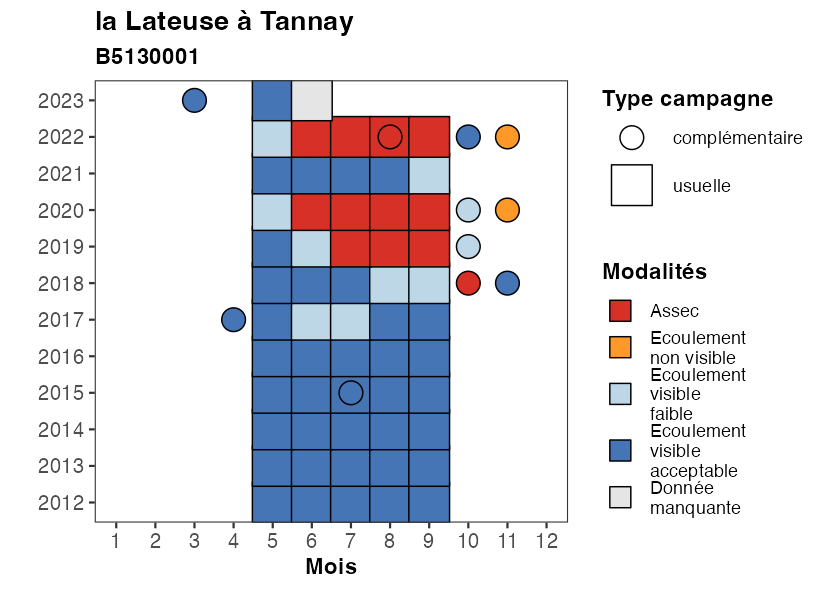 la Lateuse à Tannay
B5130001
2023
2022
2021
2020
2019
2018
2017
2016
2015
2014
2013
2012
1 2 3 4 5 6 7 8 9 10 11 12
Mois
Type campagne
complémentaire
usuelle
Modalités
Assec
Ecoulement
non visible
Ecoulement
visible
faible
Ecoulement
visible
acceptable
Donnée
manquante